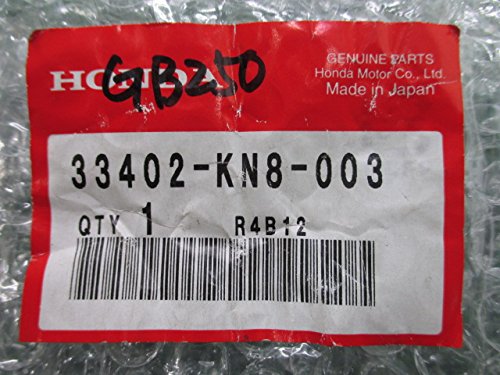 GENUINE PARTS
HONDA GB250 Honda Motor Co., Ltd.
Made in Japan
33402-KN8-003
QTY 1 R4B12